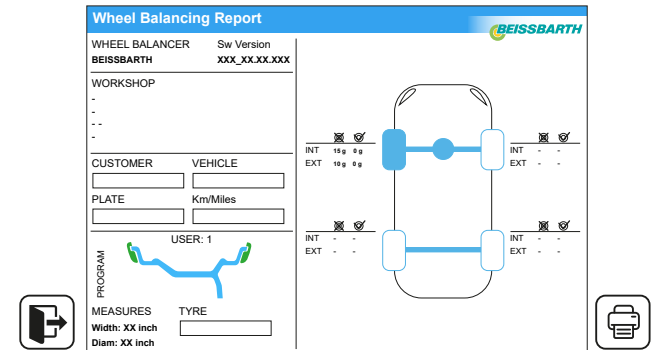 Wheel Balancing Report
BEISSBARTH
WHEEL BALANCER Sw Version
BEISSBARTH XXX_XX.XX.XXX
WORKSHOP
-
-
- -
-
CUSTOMER VEHICLE
PLATE Km/Miles
USER: 1
PROGRAM
MEASURES TYRE
Width: XX inch
Diam: XX inch
INT 15 g 0 g
EXT 10 g 0 g
INT - -
EXT - -
INT - -
EXT - -
INT - -
EXT - -